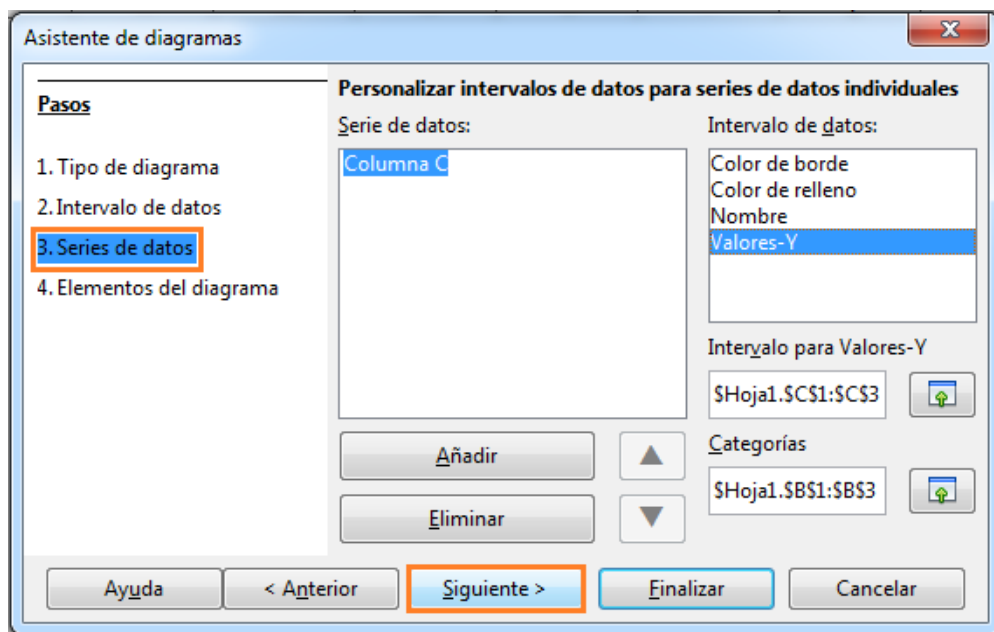 Asistente de diagramas
Pasos
1. Tipo de diagrama
2. Intervalo de datos
3. Series de datos
4. Elementos del diagrama
Personalizar intervalos de datos para series de datos individuales
Serie de datos:
Columna C
Añadir
Eliminar
Intervalo de datos:
Color de borde
Color de relleno
Nombre
Valores-Y
Intervalo para Valores-Y
$Hoja1.$C$1:$C$3
Categorías
$Hoja1.$B$1:$B$3
Ayuda
< Anterior
Siguiente >
Finalizar
Cancelar